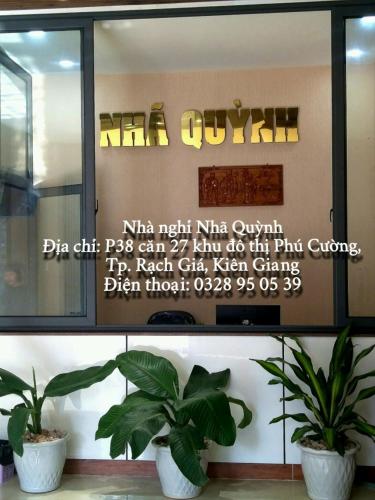 NHÃ QUỲNH
Nhà nghỉ Nhã Quỳnh
Địa chỉ: P38 căn 27 khu đô thị Phú Cường,
Tp. Rạch Giá, Kiên Giang
Điện thoại: 0328 95 05 39